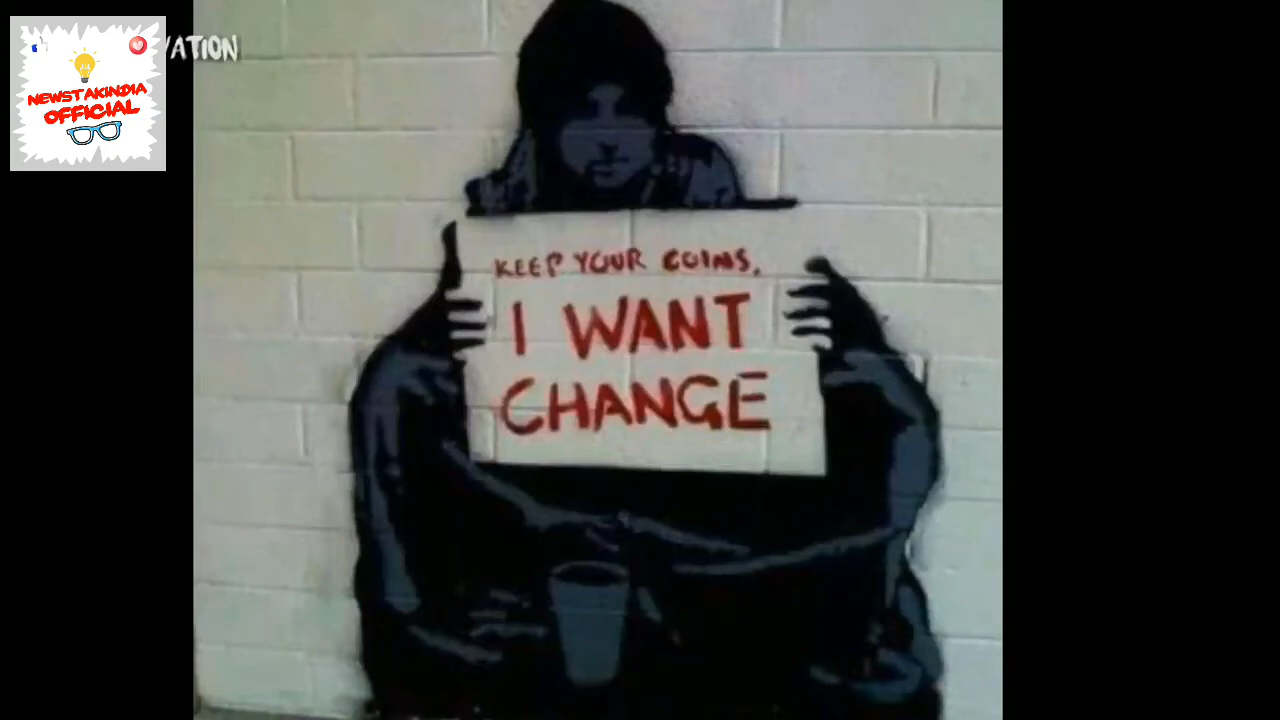 VATION
NEWSTAKINDIA
OFFICIAL
KEEP YOUR COINS,
I WANT
CHANGE